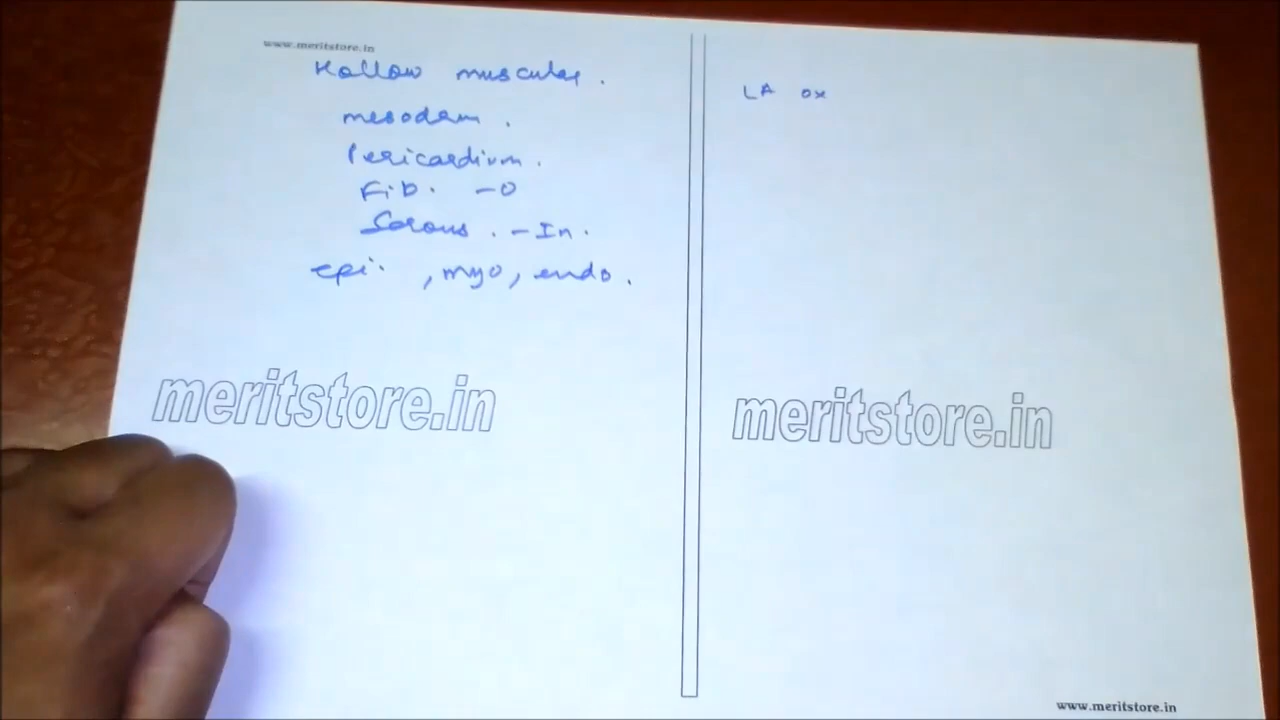 www.meritstore.in
Hollow muscular.
mesodam.
Pericardium.
Fib. - O
Serous. - In.
epi. , myo, endo.
meritstore.in
LA ox
meritstore.in
www.meritstore.in